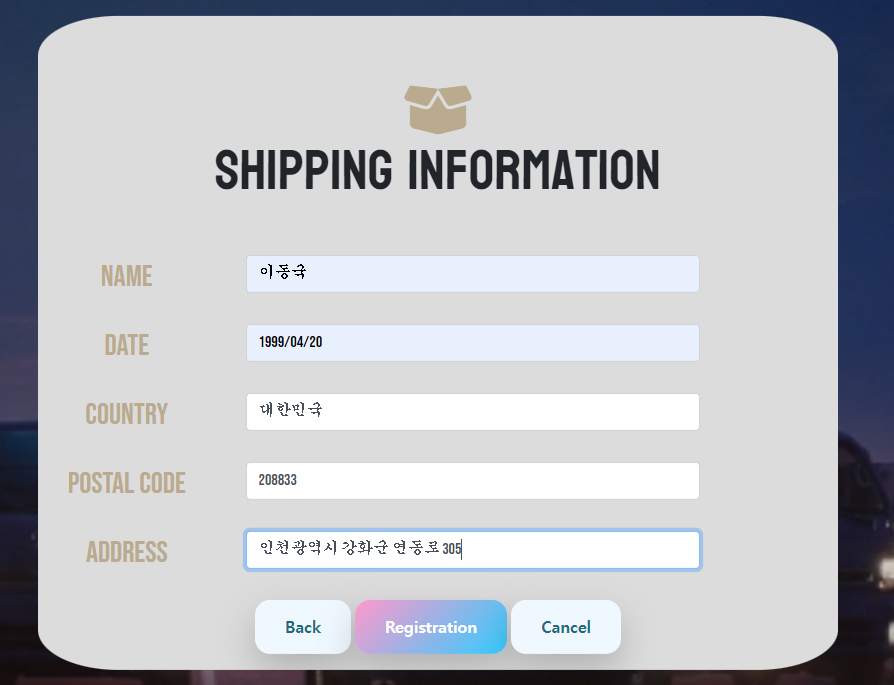 SHIPPING INFORMATION
NAME 이동국
DATE 1999/04/20
COUNTRY 대한민국
POSTAL CODE 208833
ADDRESS 인천광역시 강화군 연동로 305
Back Registration Cancel